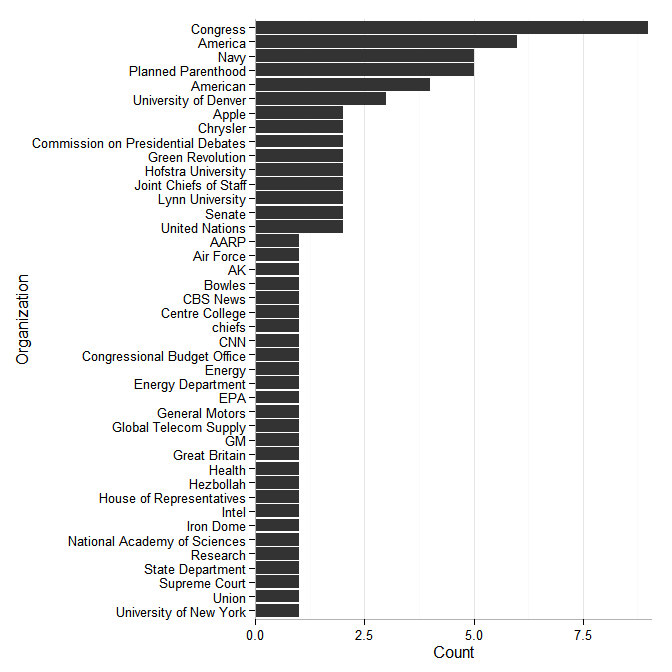 Congress
America
Navy
Planned Parenthood
American
University of Denver
Apple
Chrysler
Commission on Presidential Debates
Green Revolution
Hofstra University
Joint Chiefs of Staff
Lynn University
Senate
United Nations
AARP
Air Force
AK
Bowles
CBS News
Centre College
chiefs
CNN
Congressional Budget Office
Energy
Energy Department
EPA
General Motors
Global Telecom Supply
GM
Great Britain
Health
Hezbollah
House of Representatives
Intel
Iron Dome
National Academy of Sciences
Research
State Department
Supreme Court
Union
University of New York
Organization
0.0 2.5 5.0 7.5
Count